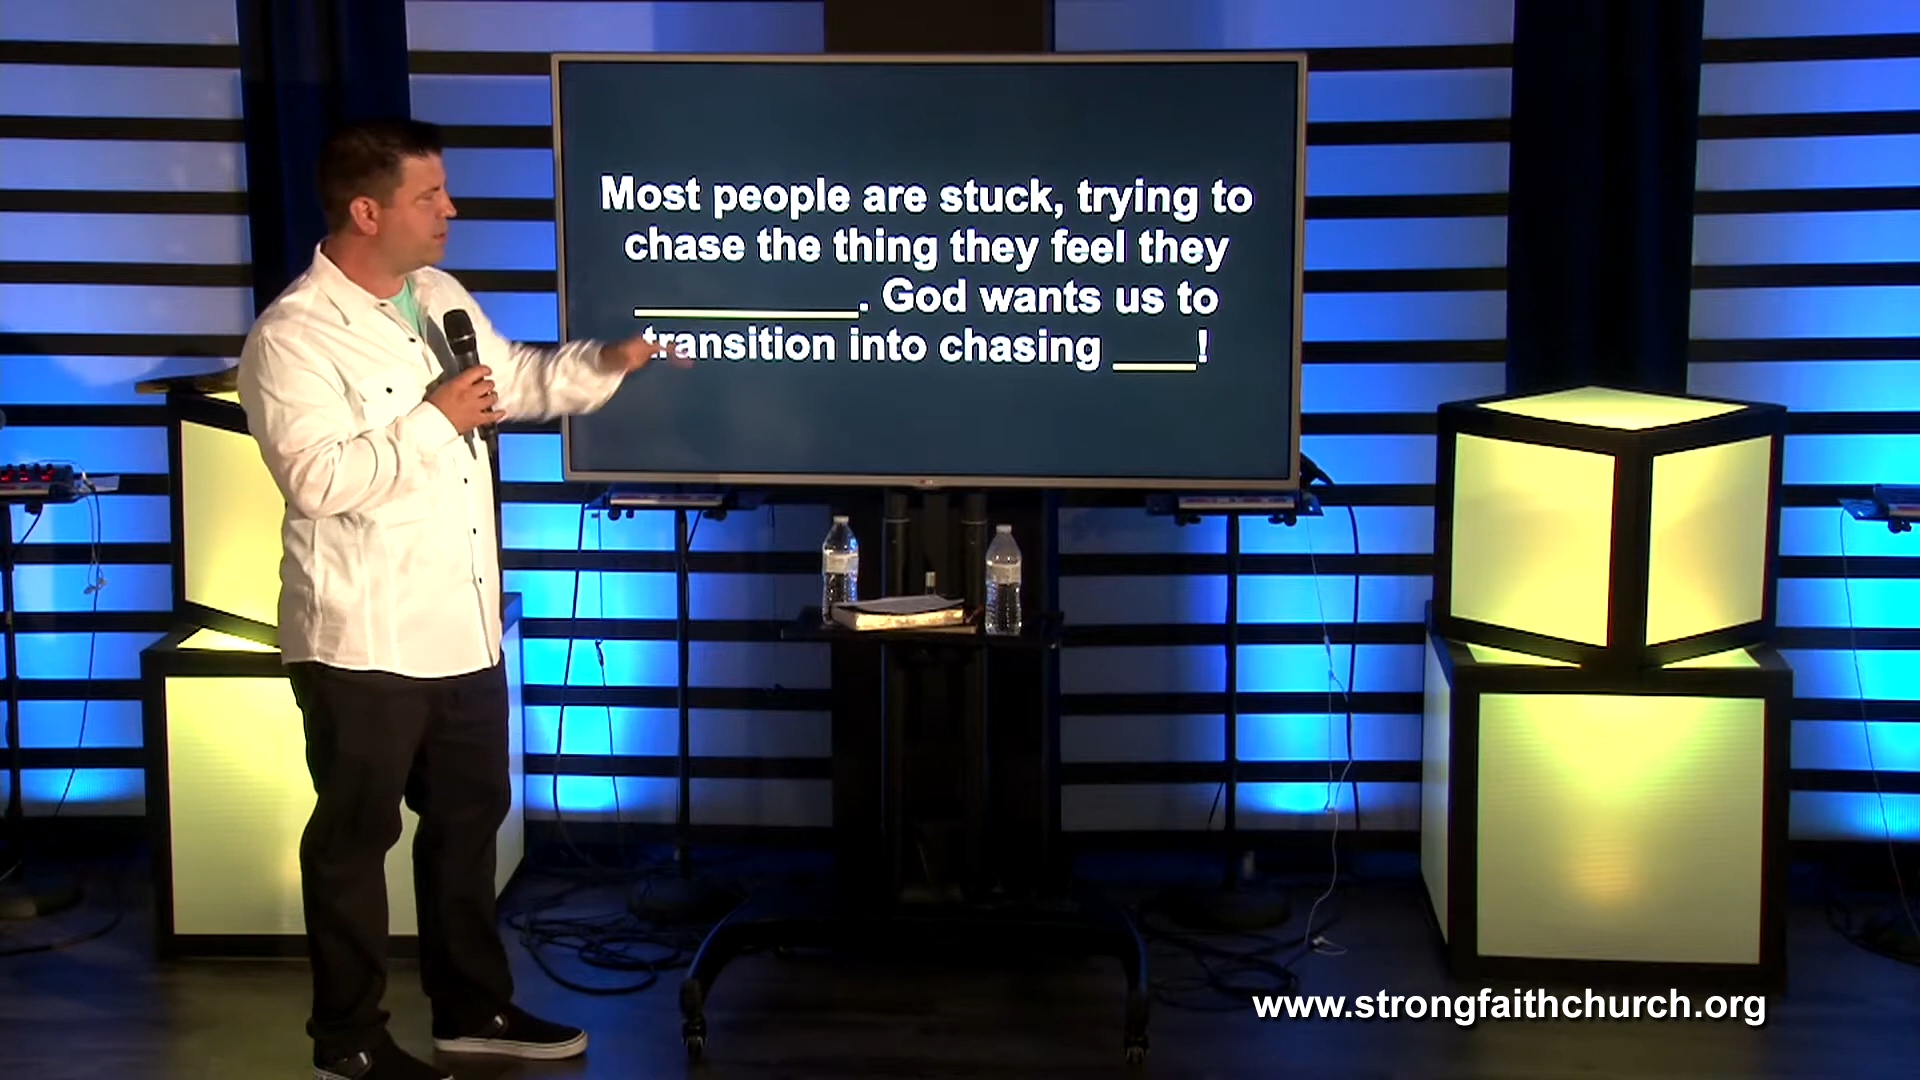 Most people are stuck, trying to
chase the thing they feel they
___________. God wants us to
transition into chasing ____!
www.strongfaithchurch.org